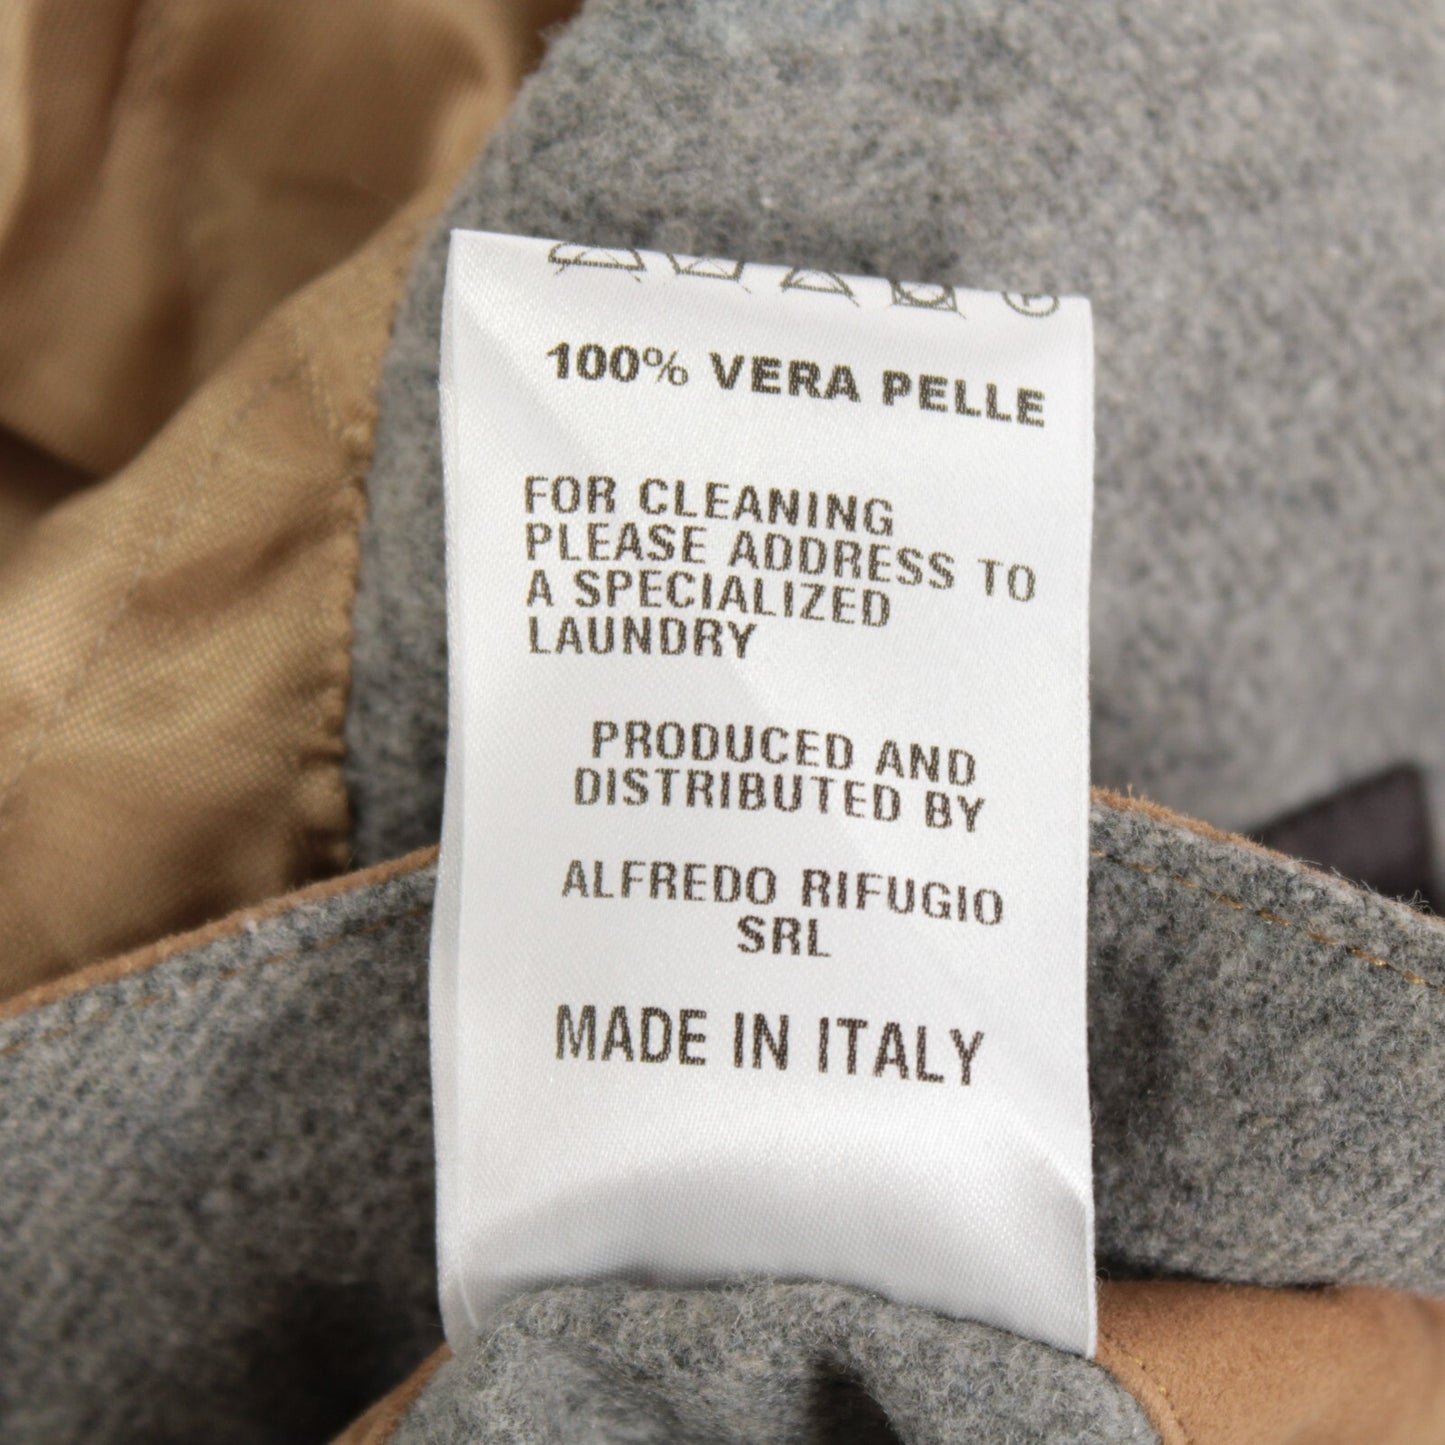 100% VERA PELLE
FOR CLEANING
PLEASE ADDRESS TO
A SPECIALIZED
LAUNDRY
PRODUCED AND
DISTRIBUTED BY
ALFREDO RIFUGIO
SRL
MADE IN ITALY